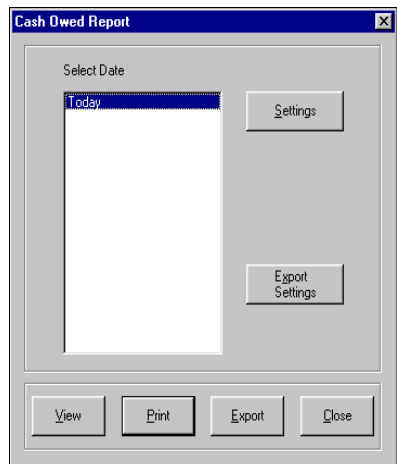 Cash Owed Report
Select Date
Today
Settings
Export
Settings
View
Print
Export
Close